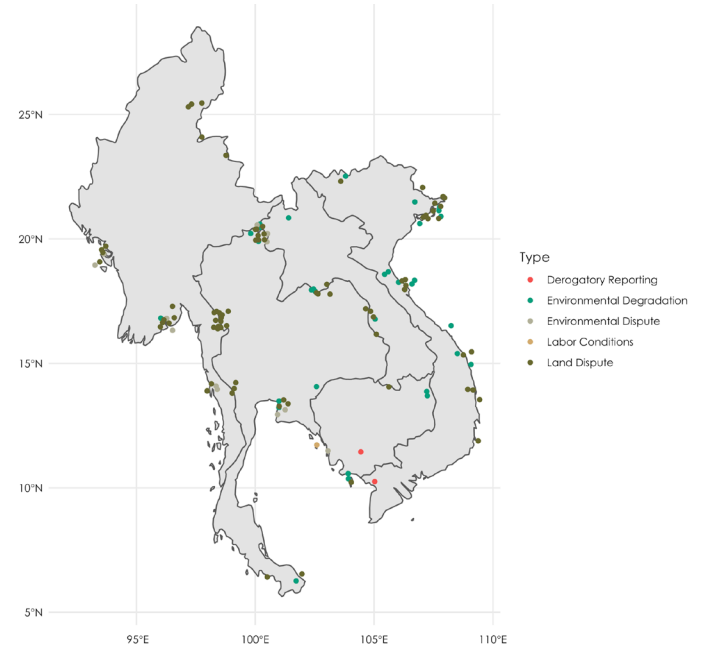 25°N
20°N
15°N
10°N
5°N
95°E
100°E
105°E
110°E
Type
Derogatory Reporting
Environmental Degradation
Environmental Dispute
Labor Conditions
Land Dispute